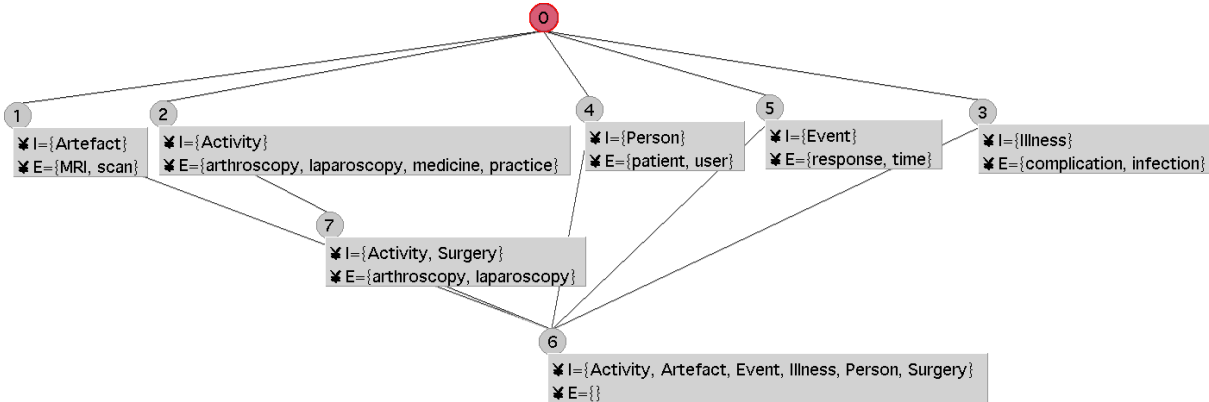 0
1
¥ I={Artefact}
¥ E={MRI, scan}
2
¥ I={Activity}
¥ E={arthroscopy, laparoscopy, medicine, practice}
4
¥ I={Person}
¥ E={patient, user}
5
¥ I={Event}
¥ E={response, time}
3
¥ I={Illness}
¥ E={complication, infection}
7
¥ I={Activity, Surgery}
¥ E={arthroscopy, laparoscopy}
6
¥ I={Activity, Artefact, Event, Illness, Person, Surgery}
¥ E={}